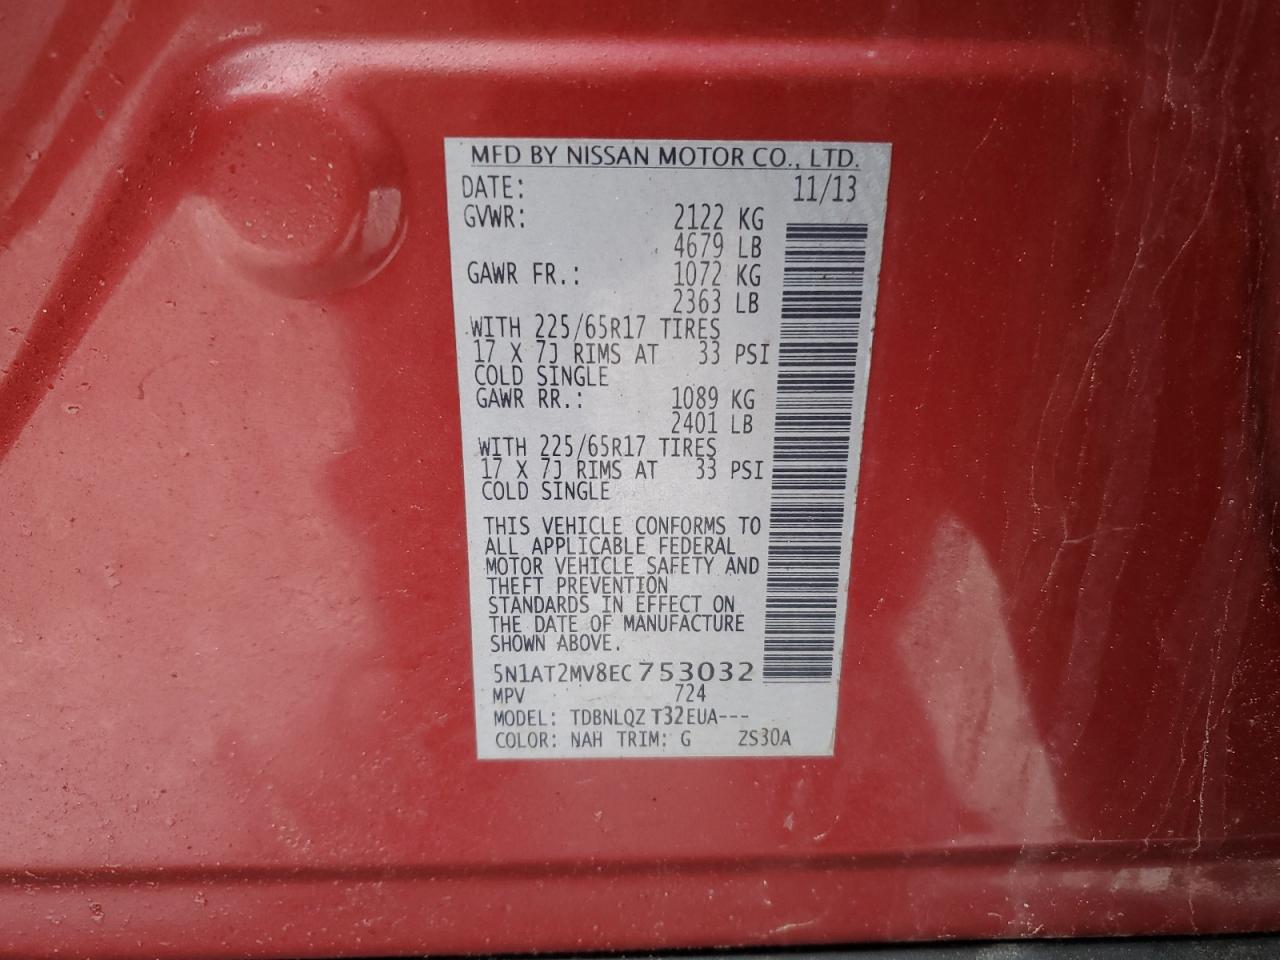 MFD BY NISSAN MOTOR CO., LTD.
DATE: 11/13
GVWR: 2122 KG
4679 LB
GAWR FR.: 1072 KG
2363 LB
WITH 225/65R17 TIRES
17 X 7J RIMS AT 33 PSI
COLD SINGLE
GAWR RR.: 1089 KG
2401 LB
WITH 225/65R17 TIRES
17 X 7J RIMS AT 33 PSI
COLD SINGLE
THIS VEHICLE CONFORMS TO
ALL APPLICABLE FEDERAL
MOTOR VEHICLE SAFETY AND
THEFT PREVENTION
STANDARDS IN EFFECT ON
THE DATE OF MANUFACTURE
SHOWN ABOVE.
5N1AT2MV8EC753032
MPV 724
MODEL: TDBNLQZ T32EUA---
COLOR: NAH TRIM: G ZS30A